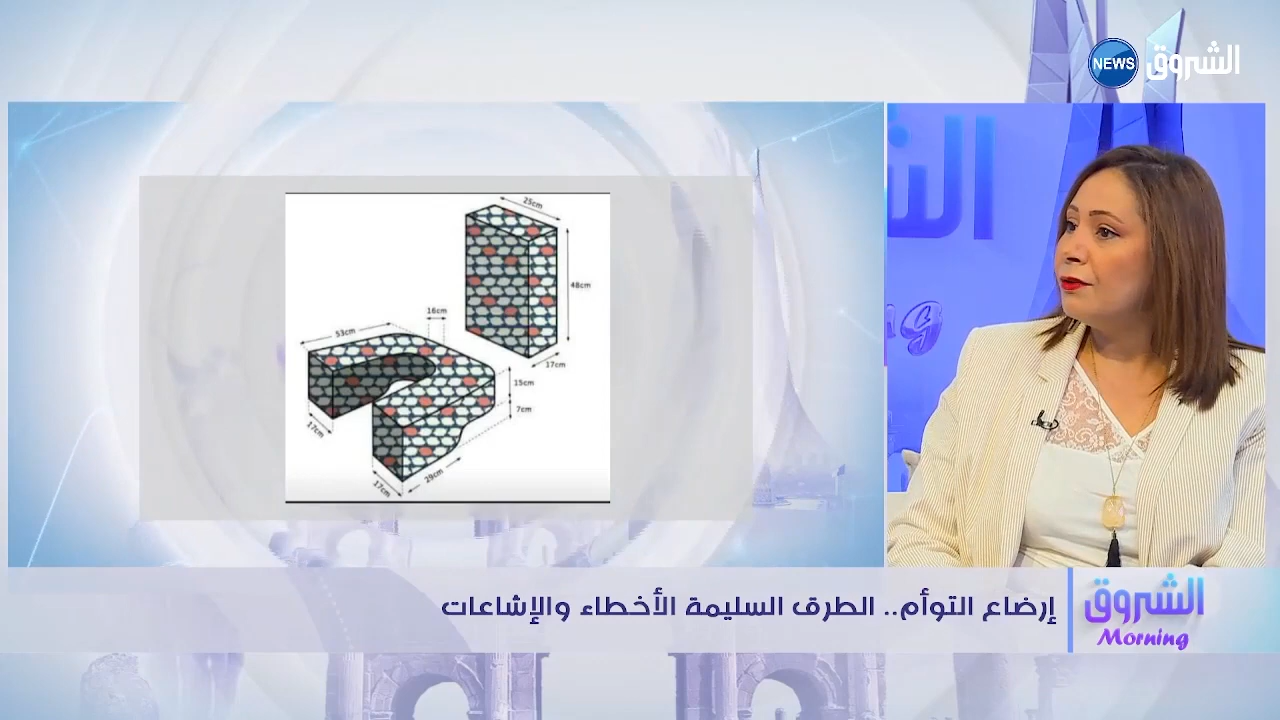 الشروق
NEWS
25cm
48cm
16cm
53cm
17cm
15cm
7cm
17cm
29cm
17cm
إرضاع التوأم.. الطرق السليمة الأخطاء والإشاعات
الشروق
Morning